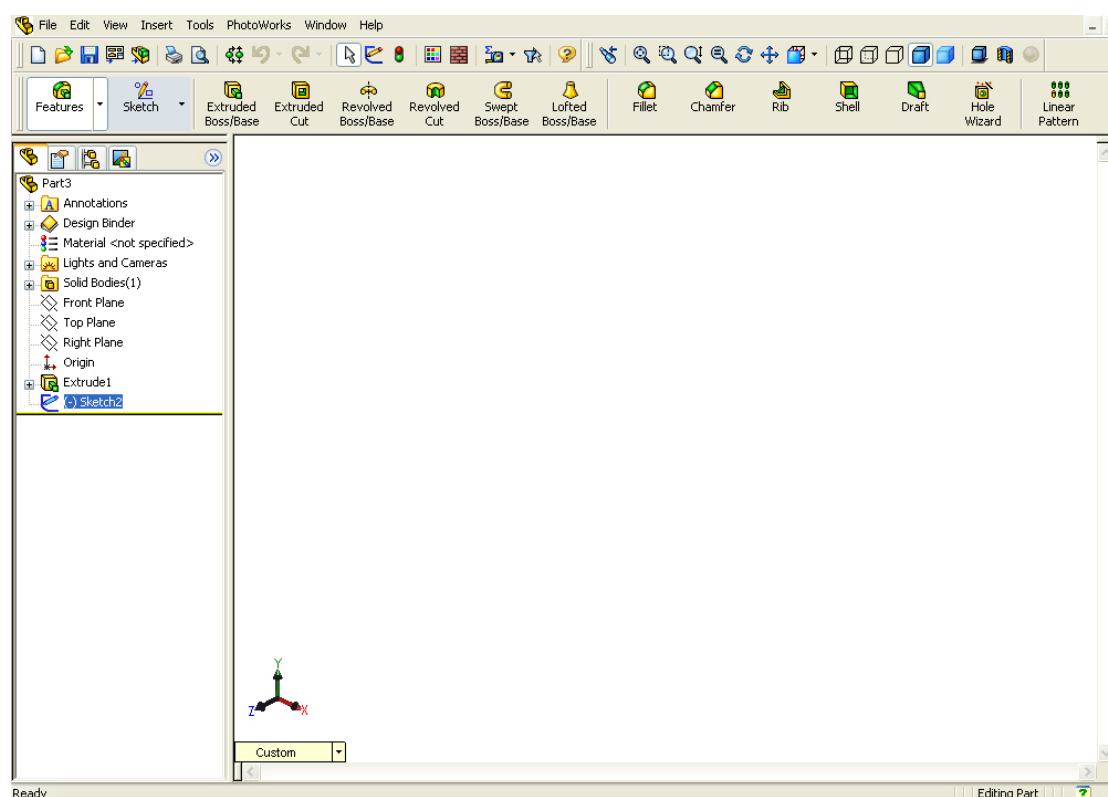 File Edit View Insert Tools PhotoWorks Window Help
Features Sketch Extruded Boss/Base Extruded Cut Revolved Boss/Base Revolved Cut Swept Boss/Base Lofted Boss/Base Fillet Chamfer Rib Shell Draft Hole Wizard Linear Pattern
Part3
A Annotations
Design Binder
Material <not specified>
Lights and Cameras
Solid Bodies(1)
Front Plane
Top Plane
Right Plane
Origin
Extrude1
(-) Sketch2
Y
Z X
Custom
Ready Editing Part ?